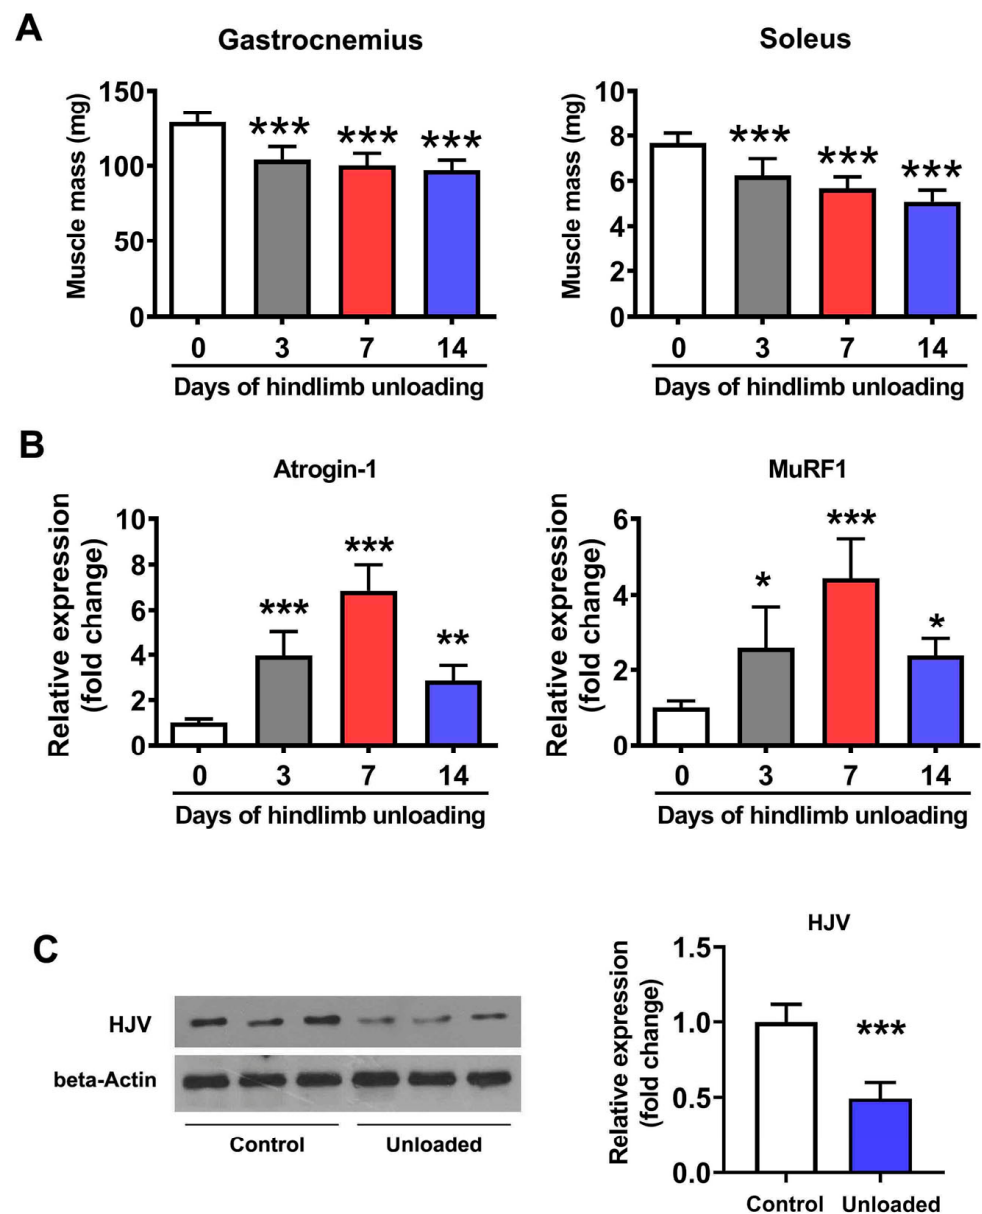 A
Gastrocnemius
Muscle mass (mg)
150
100
50
0
***
***
***
0 3 7 14
Days of hindlimb unloading
Soleus
Muscle mass (mg)
10
8
6
4
2
0
***
***
***
0 3 7 14
Days of hindlimb unloading
B
Atrogin-1
Relative expression
(fold change)
10
8
6
4
2
0
***
***
**
0 3 7 14
Days of hindlimb unloading
MuRF1
Relative expression
(fold change)
6
4
2
0
*
***
*
0 3 7 14
Days of hindlimb unloading
C
HJV
beta-Actin
Control Unloaded
HJV
Relative expression
(fold change)
1.5
1.0
0.5
0.0
***
Control Unloaded